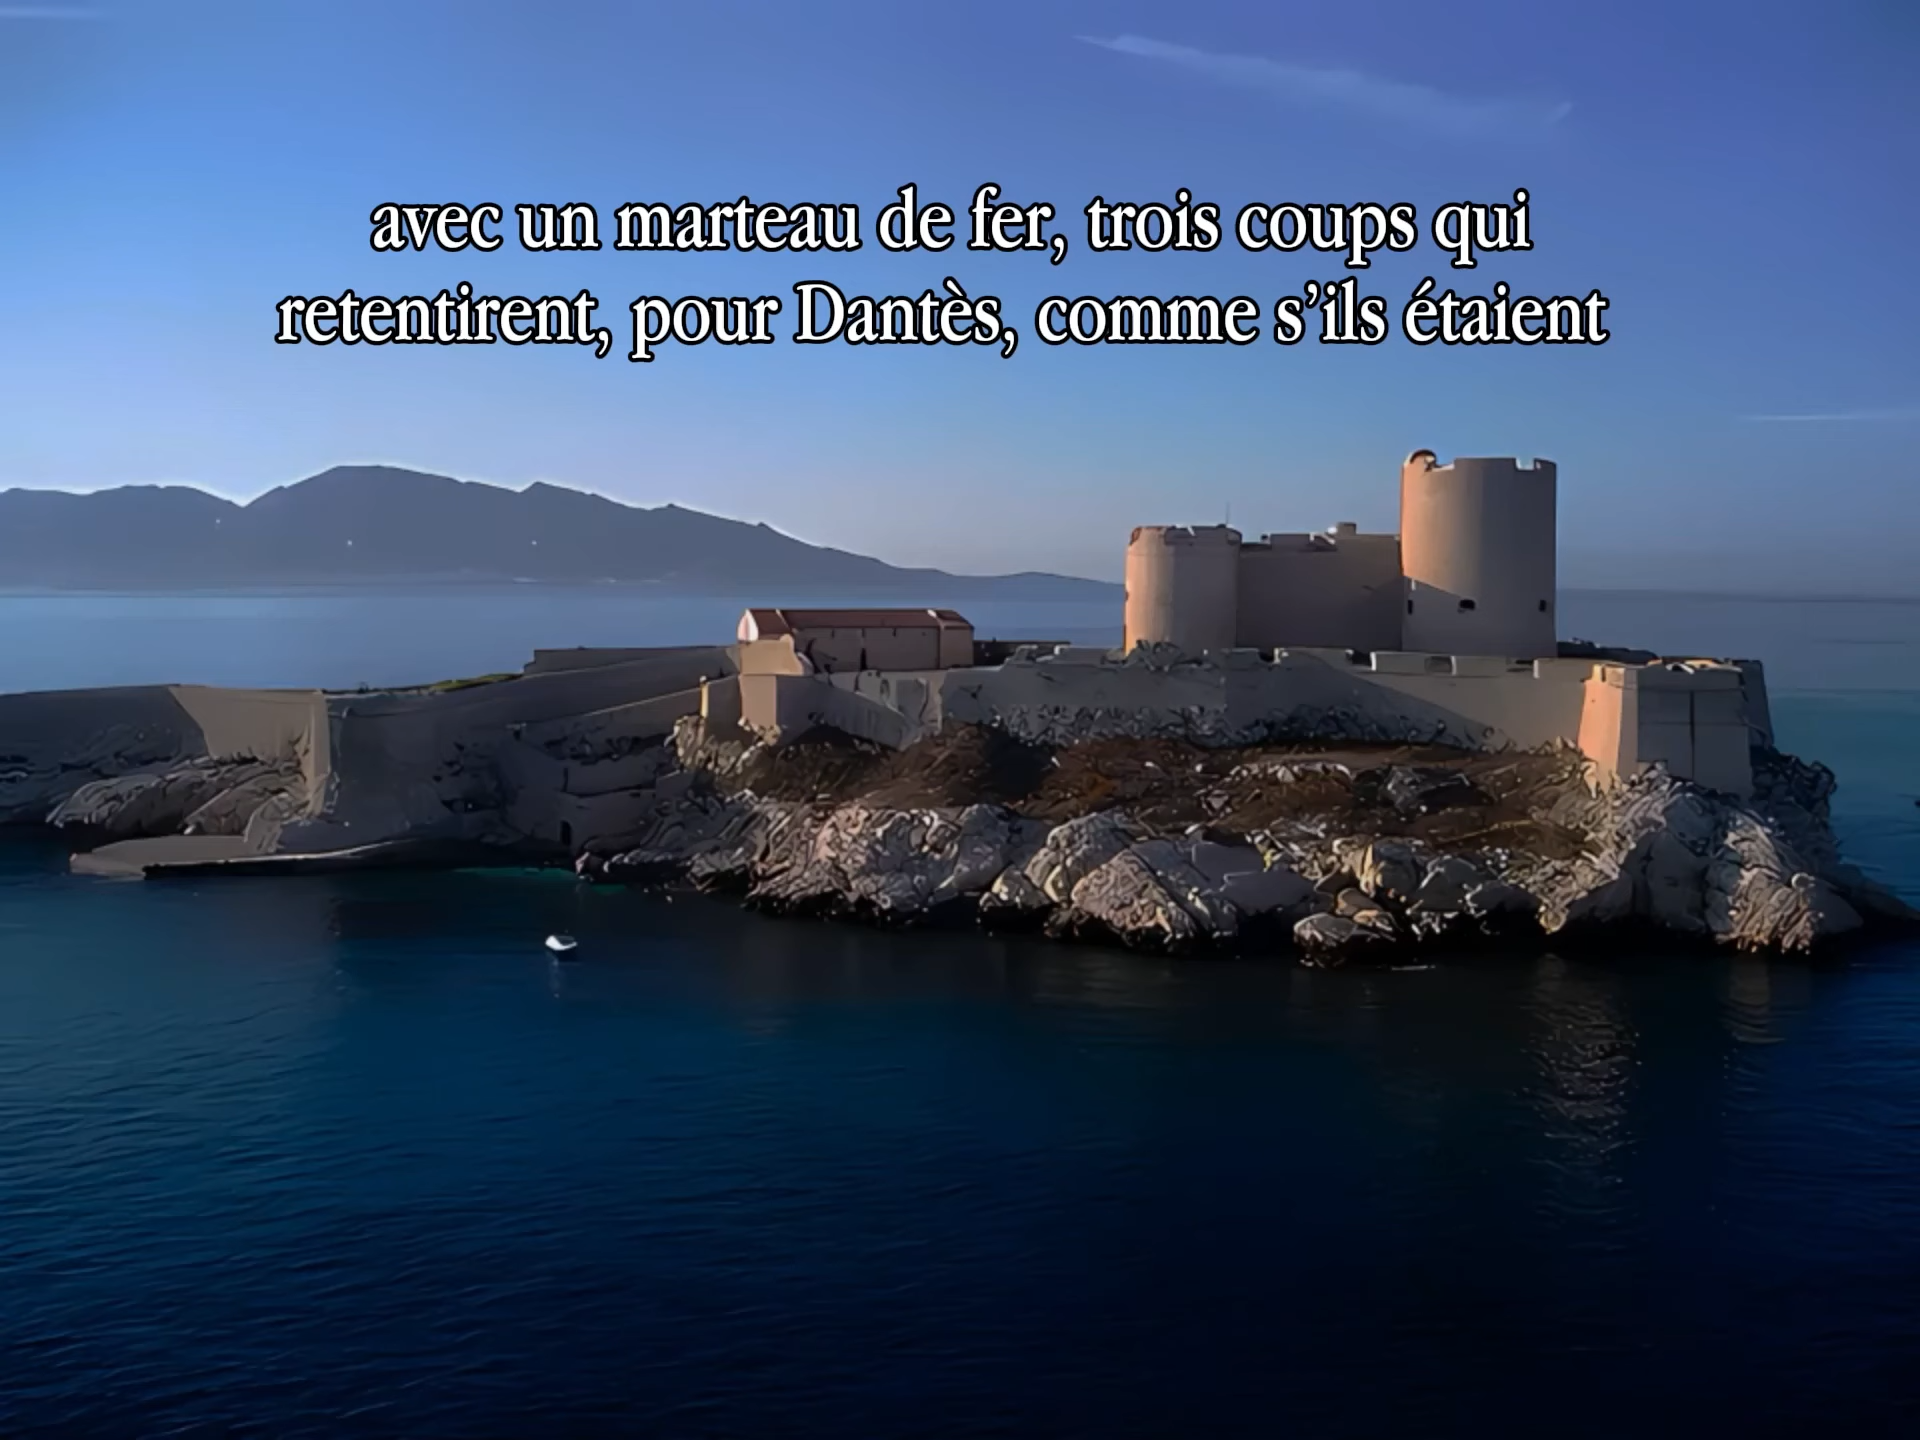 avec un marteau de fer, trois coups qui
retentirent, pour Dantès, comme s’ils étaient